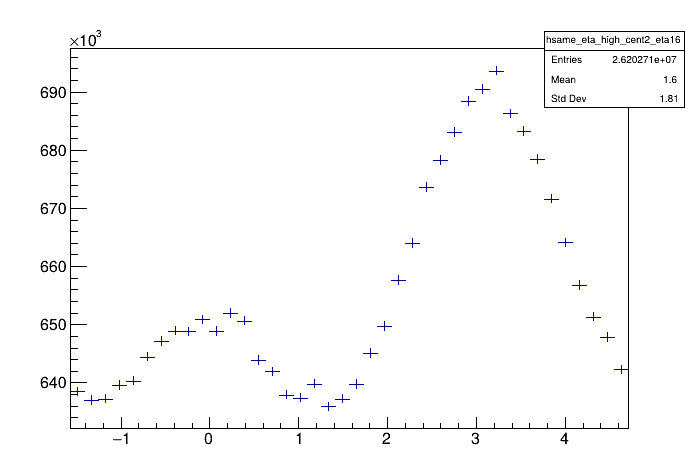 ×10³
hsame_eta_high_cent2_eta16
Entries 2.620271e+07
Mean 1.6
Std Dev 1.81
690
680
670
660
650
640
−1 0 1 2 3 4